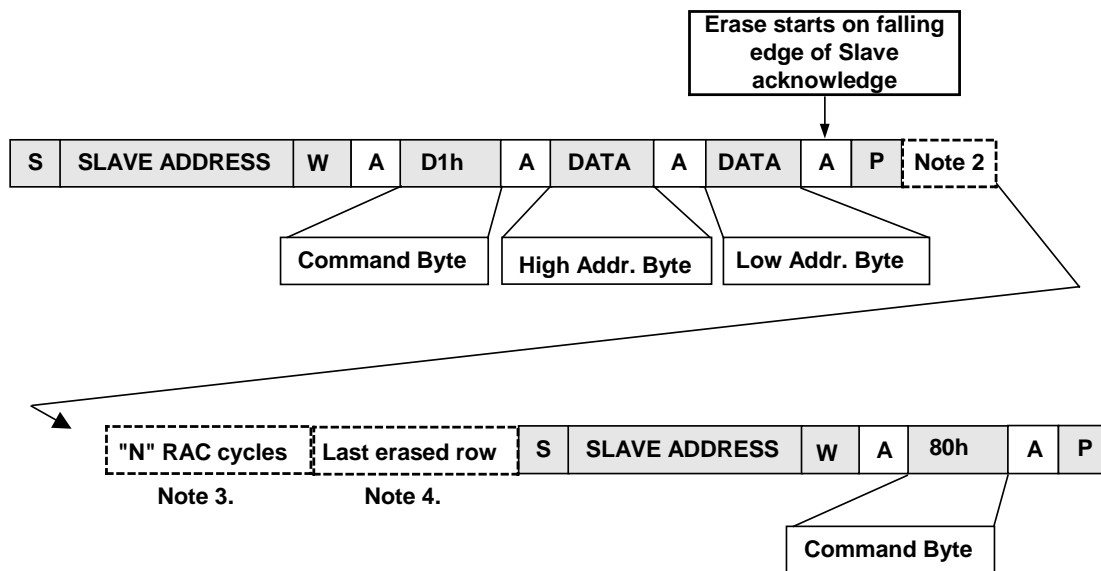 Erase starts on falling
edge of Slave
acknowledge
S SLAVE ADDRESS W A D1h A DATA A DATA A P Note 2
Command Byte High Addr. Byte Low Addr. Byte
"N" RAC cycles Last erased row S SLAVE ADDRESS W A 80h A P
Note 3. Note 4.
Command Byte